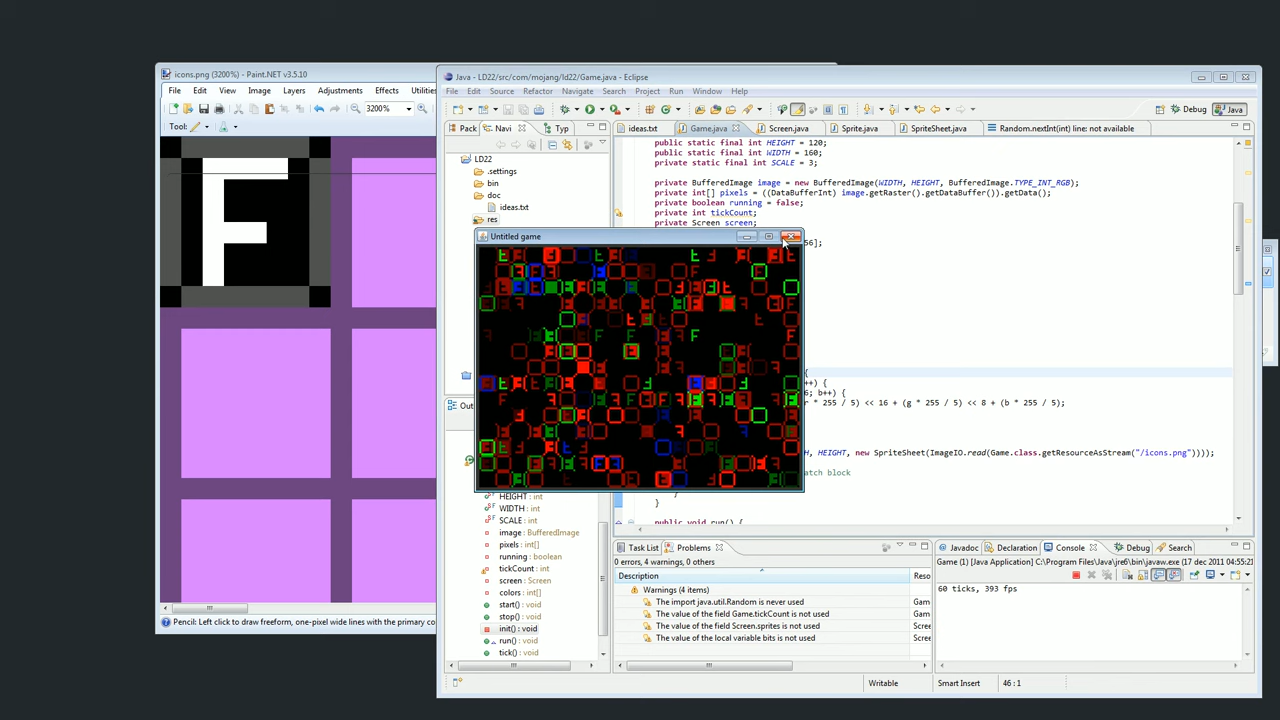 icons.png (3200%) - Paint.NET v3.5.10
File Edit View Image Layers Adjustments Effects Utilities
3200%
Tool:
Pencil: Left click to draw freeform, one-pixel wide lines with the primary co
Java - LD22/src/com/mojang/ld22/Game.java - Eclipse
File Edit Source Refactor Navigate Search Project Run Window Help
Debug Java
Pack Navi Typ
LD22
.settings
bin
doc
ideas.txt
res
Out
HEIGHT : int
WIDTH : int
SCALE : int
image : BufferedImage
pixels : int[]
running : boolean
tickCount : int
screen : Screen
colors : int[]
start() : void
stop() : void
init() : void
run() : void
tick() : void
ideas.txt Game.java Screen.java Sprite.java SpriteSheet.java Random.nextInt(int) line: not available
public static final int HEIGHT = 120;
public static final int WIDTH = 160;
private static final int SCALE = 3;
private BufferedImage image = new BufferedImage(WIDTH, HEIGHT, BufferedImage.TYPE_INT_RGB);
private int[] pixels = ((DataBufferInt) image.getRaster().getDataBuffer()).getData();
private boolean running = false;
private int tickCount;
private Screen screen;
56];
Untitled game
{
++) {
6; b++) {
r * 255 / 5) << 16 + (g * 255 / 5) << 8 + (b * 255 / 5);
H, HEIGHT, new SpriteSheet(ImageIO.read(Game.class.getResourceAsStream("/icons.png"))));
atch block
}
}
public void run() {
Task List Problems
0 errors, 4 warnings, 0 others
Description Reso
Warnings (4 items)
The import java.util.Random is never used Gam
The value of the field Game.tickCount is not used Gam
The value of the field Screen.sprites is not used Scre
The value of the local variable bits is not used Scre
Javadoc Declaration Console Debug Search
Game (1) [Java Application] C:\Program Files\Java\jre6\bin\javaw.exe (17 dec 2011 04:55:21
60 ticks, 393 fps
Writable Smart Insert 46 : 1